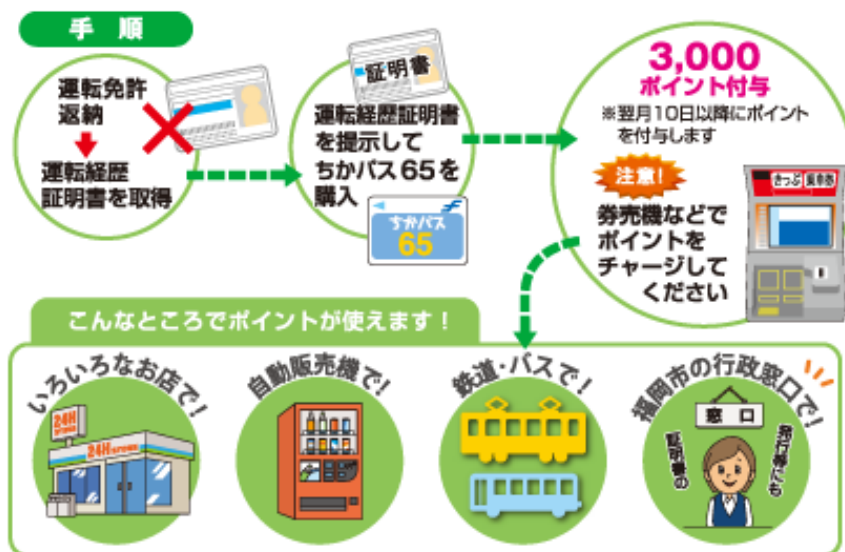 手順
運転免許
返納
運転経歴
証明書を取得
証明書
運転経歴証明書
を提示して
ちかパス65を
購入
ちかパス
65
3,000
ポイント付与
※翌月10日以降にポイント
を付与します
注意!
券売機などで
ポイントを
チャージして
ください
きっぷ 乗車券
こんなところでポイントが使えます!
いろいろなお店で!
24H
24H
自動販売機で!
鉄道・バスで!
福岡市の行政窓口で!
窓口
証明書の
発行機にも